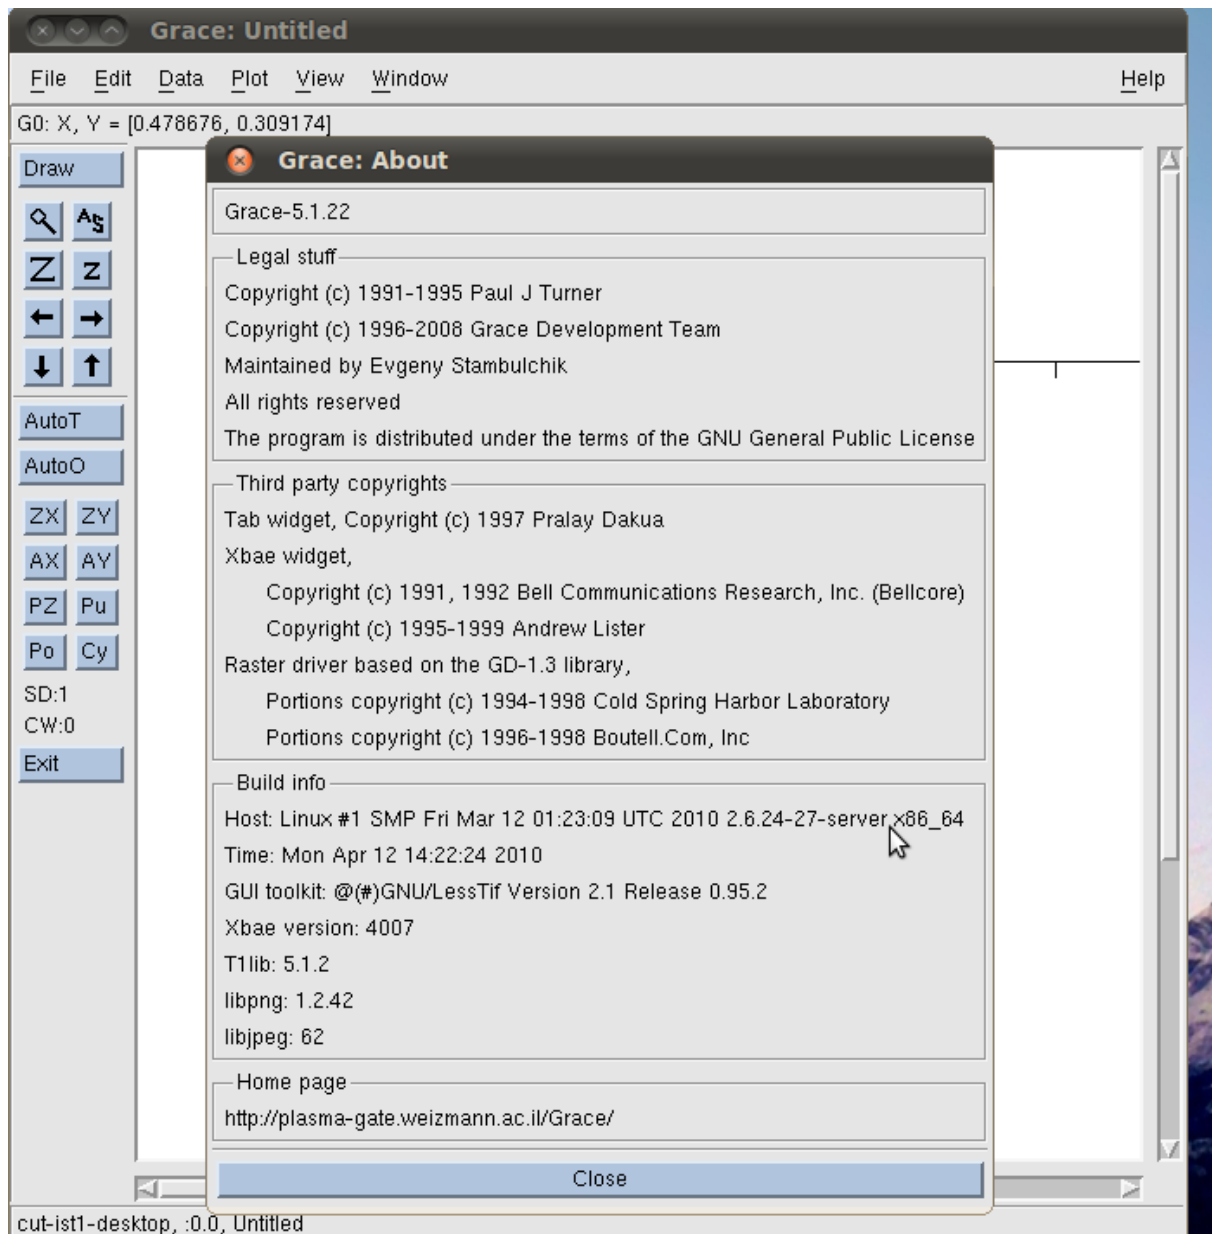 Grace: Untitled
File Edit Data Plot View Window Help
G0: X, Y = [0.478676, 0.309174]
Draw
AS
Z z
AutoT
AutoO
ZX ZY
AX AY
PZ Pu
Po Cy
SD:1
CW:0
Exit
Grace: About
Grace-5.1.22
Legal stuff
Copyright (c) 1991-1995 Paul J Turner
Copyright (c) 1996-2008 Grace Development Team
Maintained by Evgeny Stambulchik
All rights reserved
The program is distributed under the terms of the GNU General Public License
Third party copyrights
Tab widget, Copyright (c) 1997 Pralay Dakua
Xbae widget,
Copyright (c) 1991, 1992 Bell Communications Research, Inc. (Bellcore)
Copyright (c) 1995-1999 Andrew Lister
Raster driver based on the GD-1.3 library,
Portions copyright (c) 1994-1998 Cold Spring Harbor Laboratory
Portions copyright (c) 1996-1998 Boutell.Com, Inc
Build info
Host: Linux #1 SMP Fri Mar 12 01:23:09 UTC 2010 2.6.24-27-server x86_64
Time: Mon Apr 12 14:22:24 2010
GUI toolkit: @(#)GNU/LessTif Version 2.1 Release 0.95.2
Xbae version: 4007
T1lib: 5.1.2
libpng: 1.2.42
libjpeg: 62
Home page
http://plasma-gate.weizmann.ac.il/Grace/
Close
cut-ist1-desktop, :0.0, Untitled